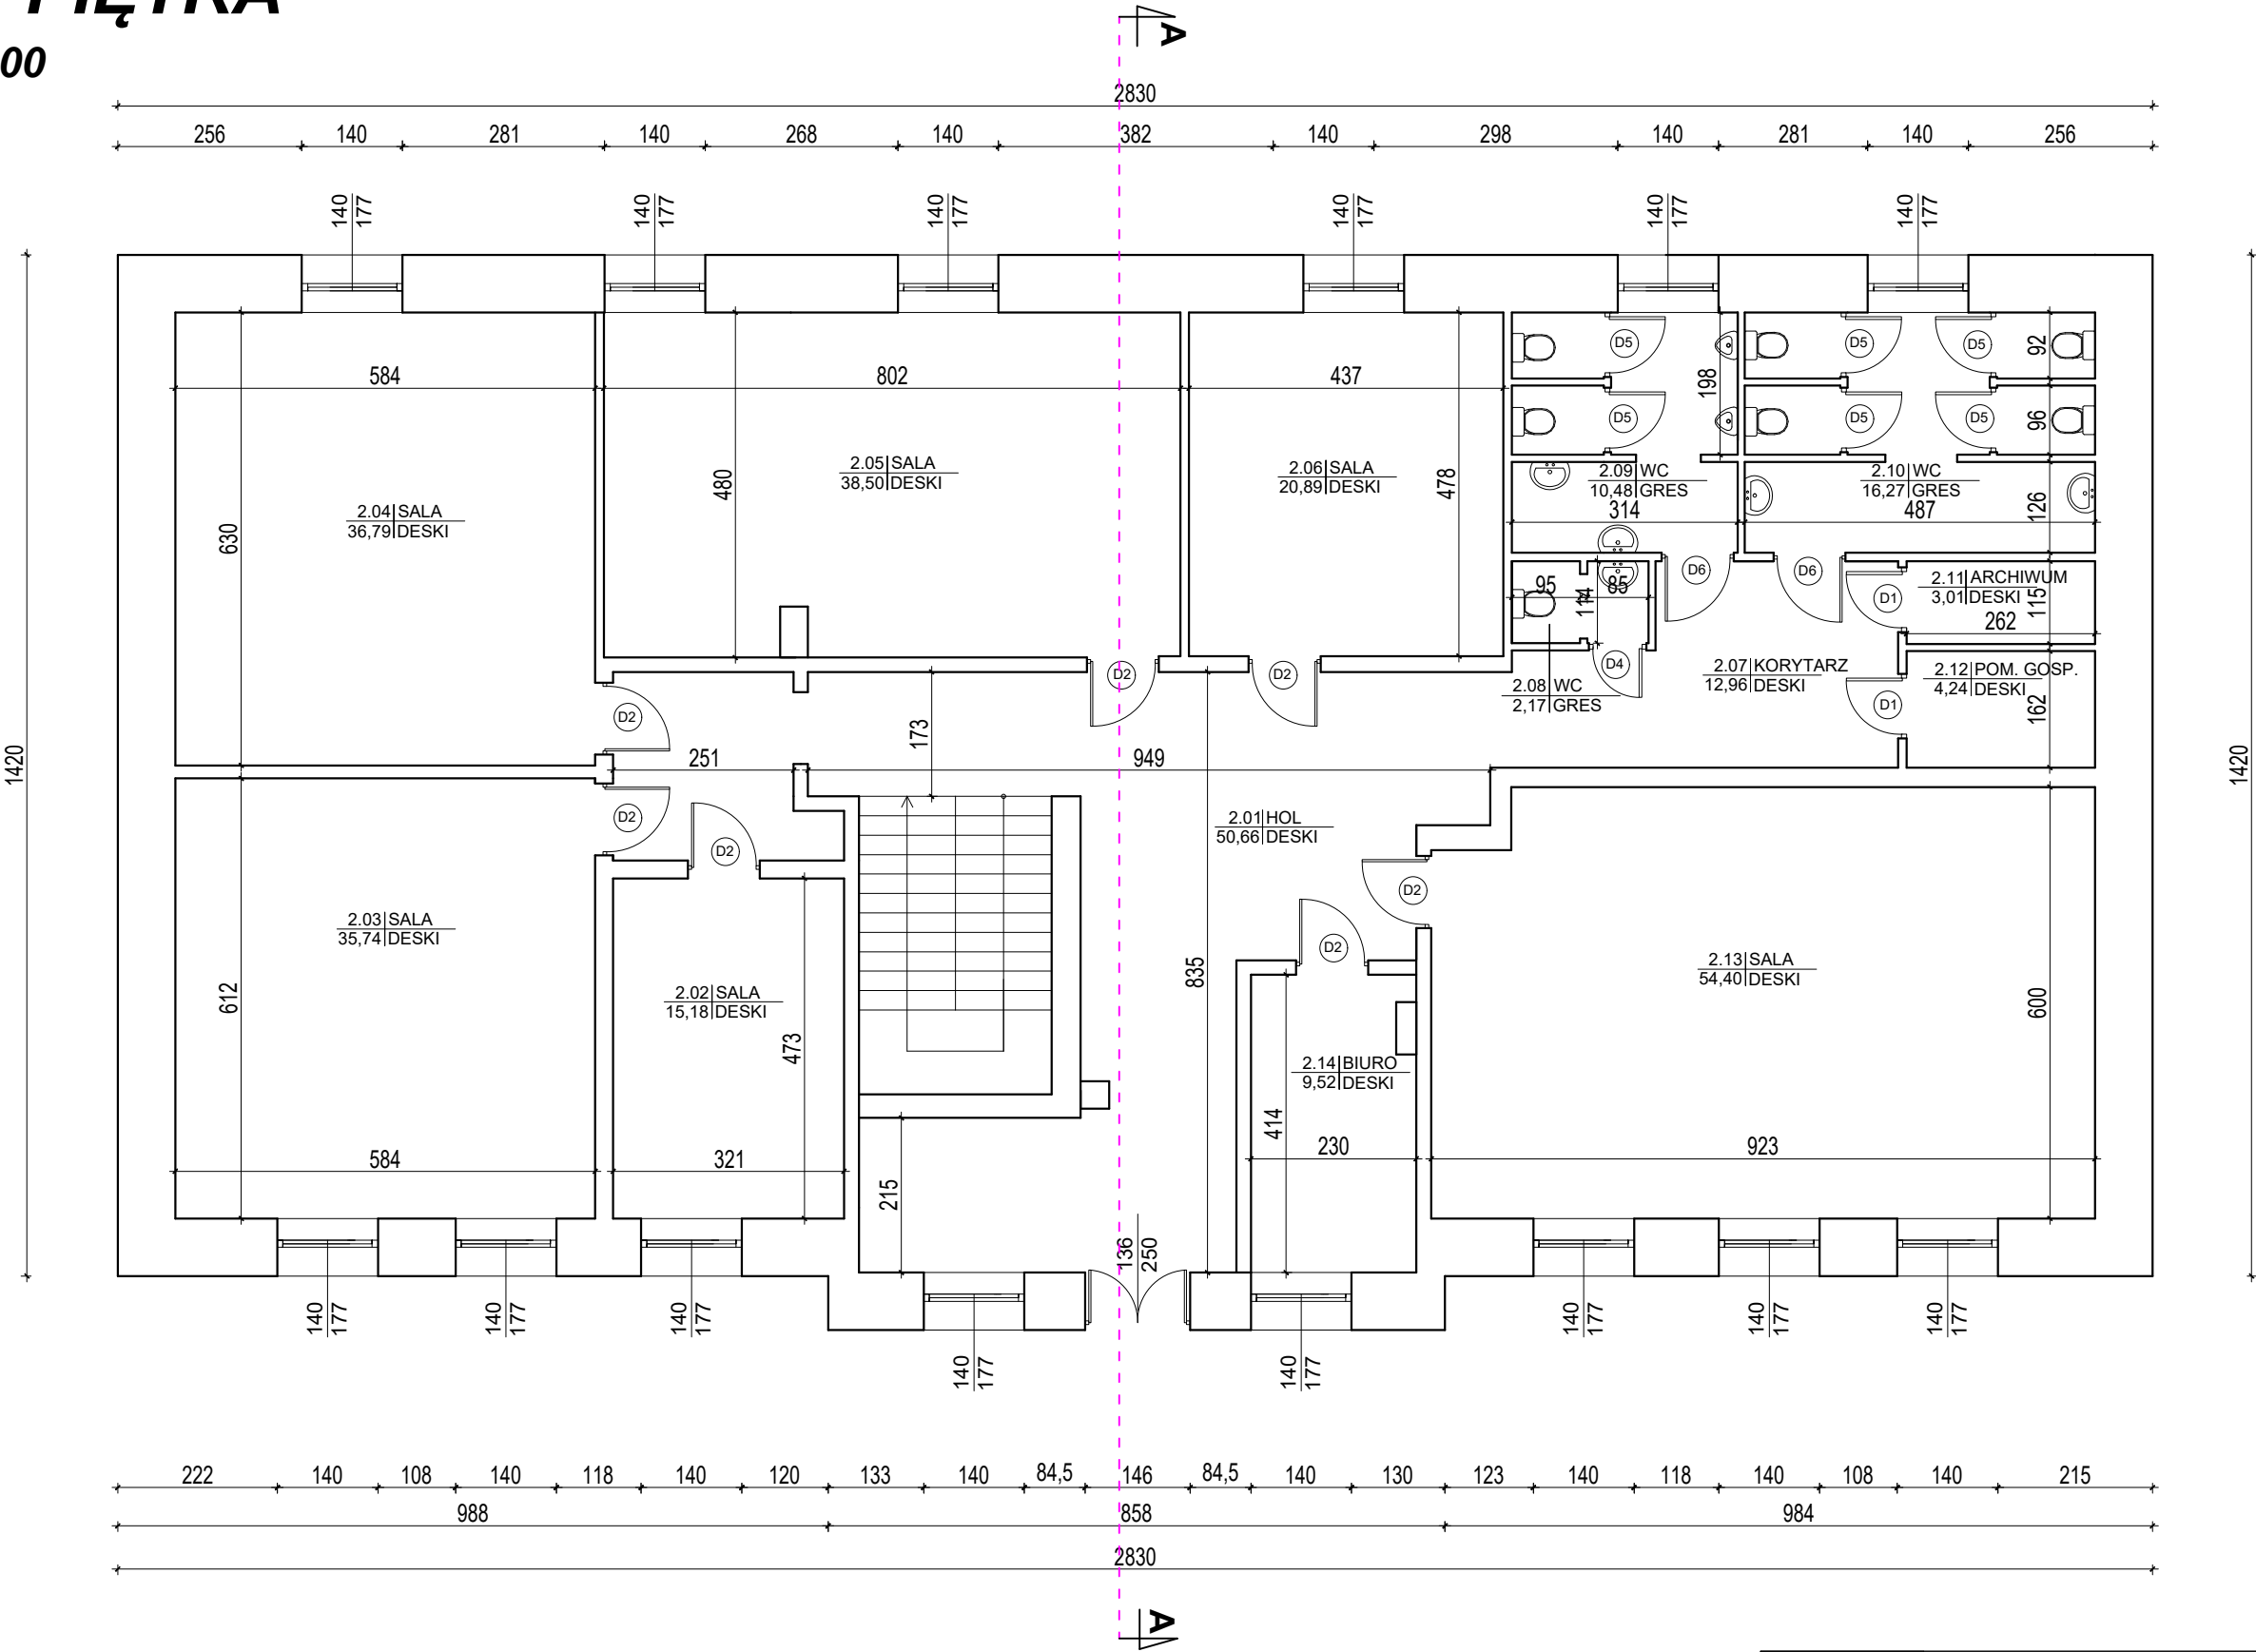 PIĘTRA
00
A
2830
256 140 281 140 268 140 382 140 298 140 281 140 256
140 177 140 177 140 177 140 177 140 177 140 177
1420
1420
584 802 437
630 480 478 198 92 96 126
D5 D5 D5
D5 D5 D5
2.04 SALA
36,79 DESKI
2.05 SALA
38,50 DESKI
2.06 SALA
20,89 DESKI
2.09 WC
10,48 GRES
314
2.10 WC
16,27 GRES
487
95 85 114
D6 D6 D1
2.11 ARCHIWUM
3,01 DESKI
115
262
D4
2.08 WC
2,17 GRES
2.07 KORYTARZ
12,96 DESKI
D1
2.12 POM. GOSP.
4,24 DESKI
162
D2 D2 D2
173
251 949
D2 D2
2.01 HOL
50,66 DESKI
D2
D2
2.03 SALA
35,74 DESKI
612
584
2.02 SALA
15,18 DESKI
473
321
835
215
2.14 BIURO
9,52 DESKI
414
230
2.13 SALA
54,40 DESKI
600
923
136 250
140 177 140 177 140 177 140 177 140 177 140 177 140 177 140 177
222 140 108 140 118 140 120 133 140 84,5 146 84,5 140 130 123 140 118 140 108 140 215
988 858 984
2830
A